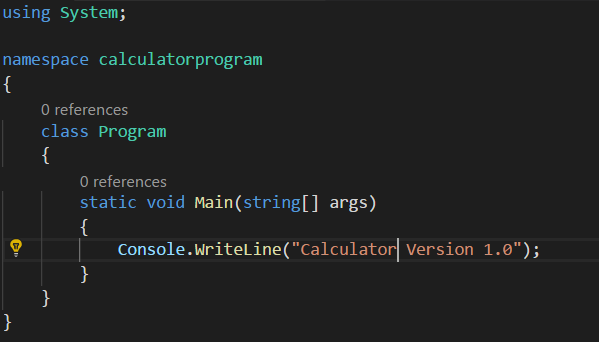 using System;
namespace calculatorprogram
{
0 references
class Program
{
0 references
static void Main(string[] args)
{
Console.WriteLine("Calculator Version 1.0");
}
}
}